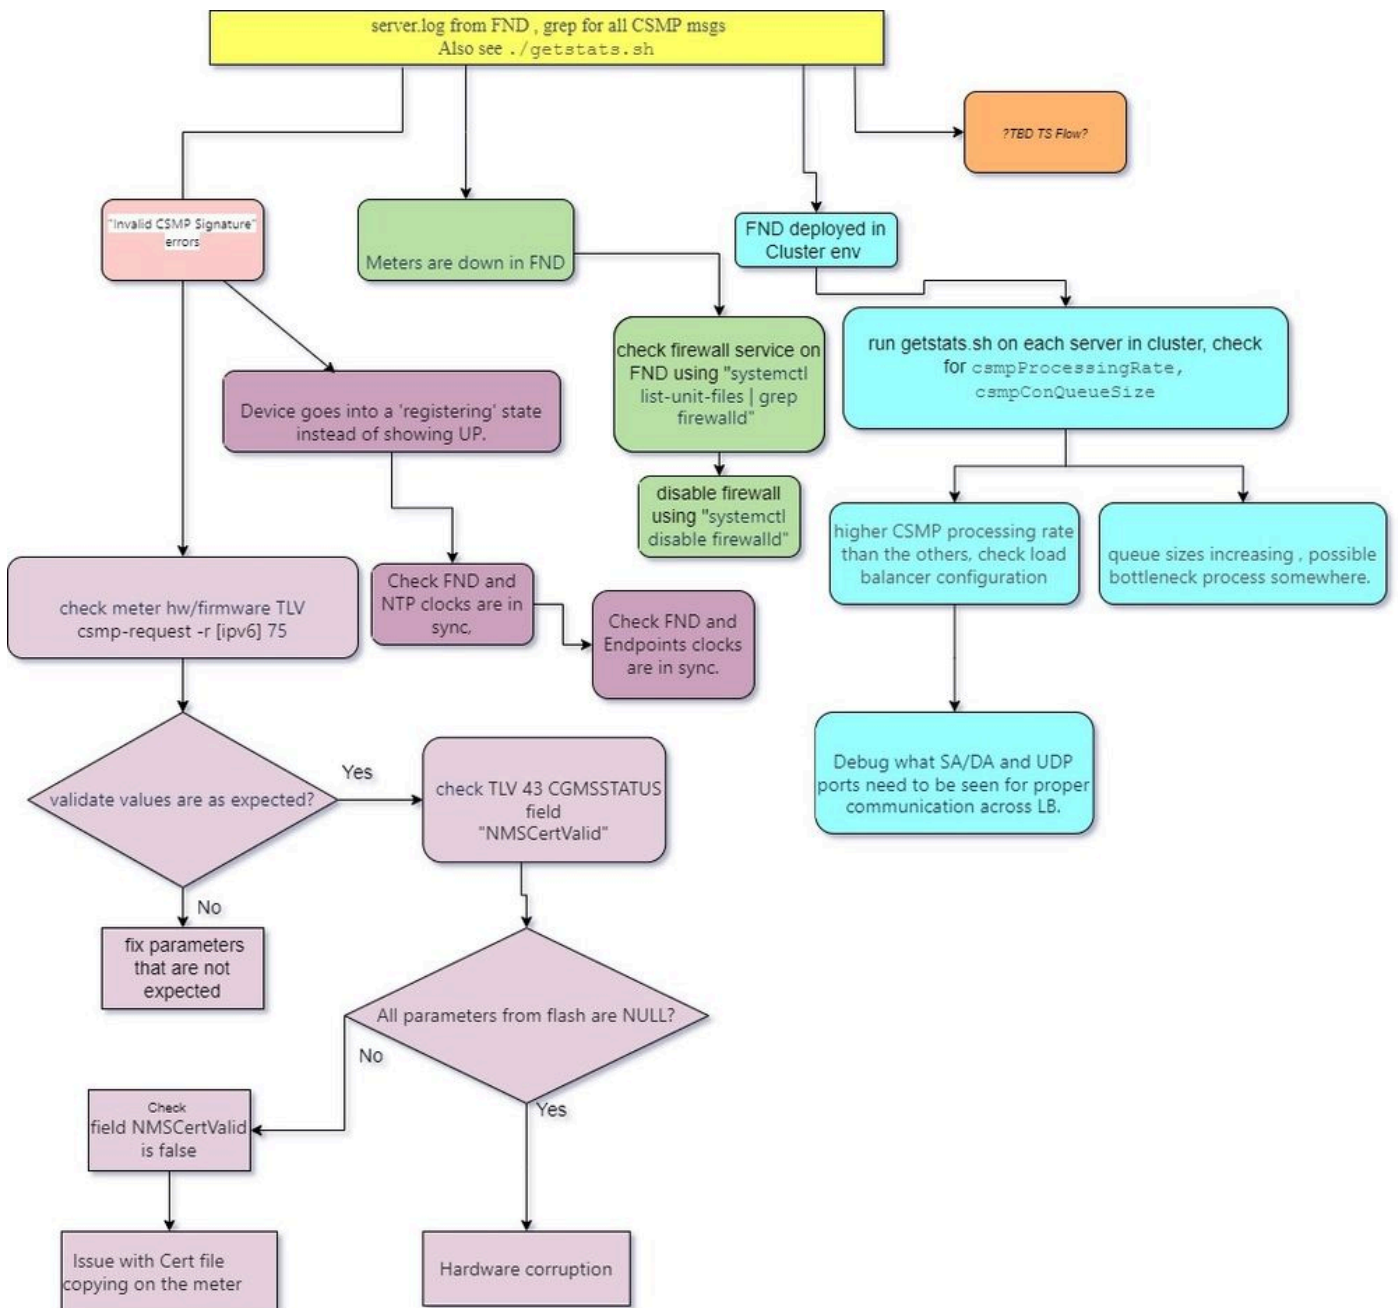 server.log from FND , grep for all CSMP msgs
Also see ./getstats.sh
?TBD TS Flow?
"Invalid CSMP Signature"
errors
Meters are down in FND
FND deployed in
Cluster env
check firewall service on
FND using "systemctl
list-unit-files | grep
firewalld"
run getstats.sh on each server in cluster, check
for csmpProcessingRate,
csmpConQueueSize
Device goes into a 'registering' state
instead of showing UP.
disable firewall
using "systemctl
disable firewalld"
higher CSMP processing rate
than the others, check load
balancer configuration
queue sizes increasing , possible
bottleneck process somewhere.
check meter hw/firmware TLV
csmp-request -r [ipv6] 75
Check FND and
NTP clocks are in
sync,
Check FND and
Endpoints clocks
are in sync.
Debug what SA/DA and UDP
ports need to be seen for proper
communication across LB.
validate values are as expected?
Yes
check TLV 43 CGMSSTATUS
field
"NMSCertValid"
No
fix parameters
that are not
expected
All parameters from flash are NULL?
No
Yes
Check
field NMSCertValid
is false
Issue with Cert file
copying on the meter
Hardware corruption